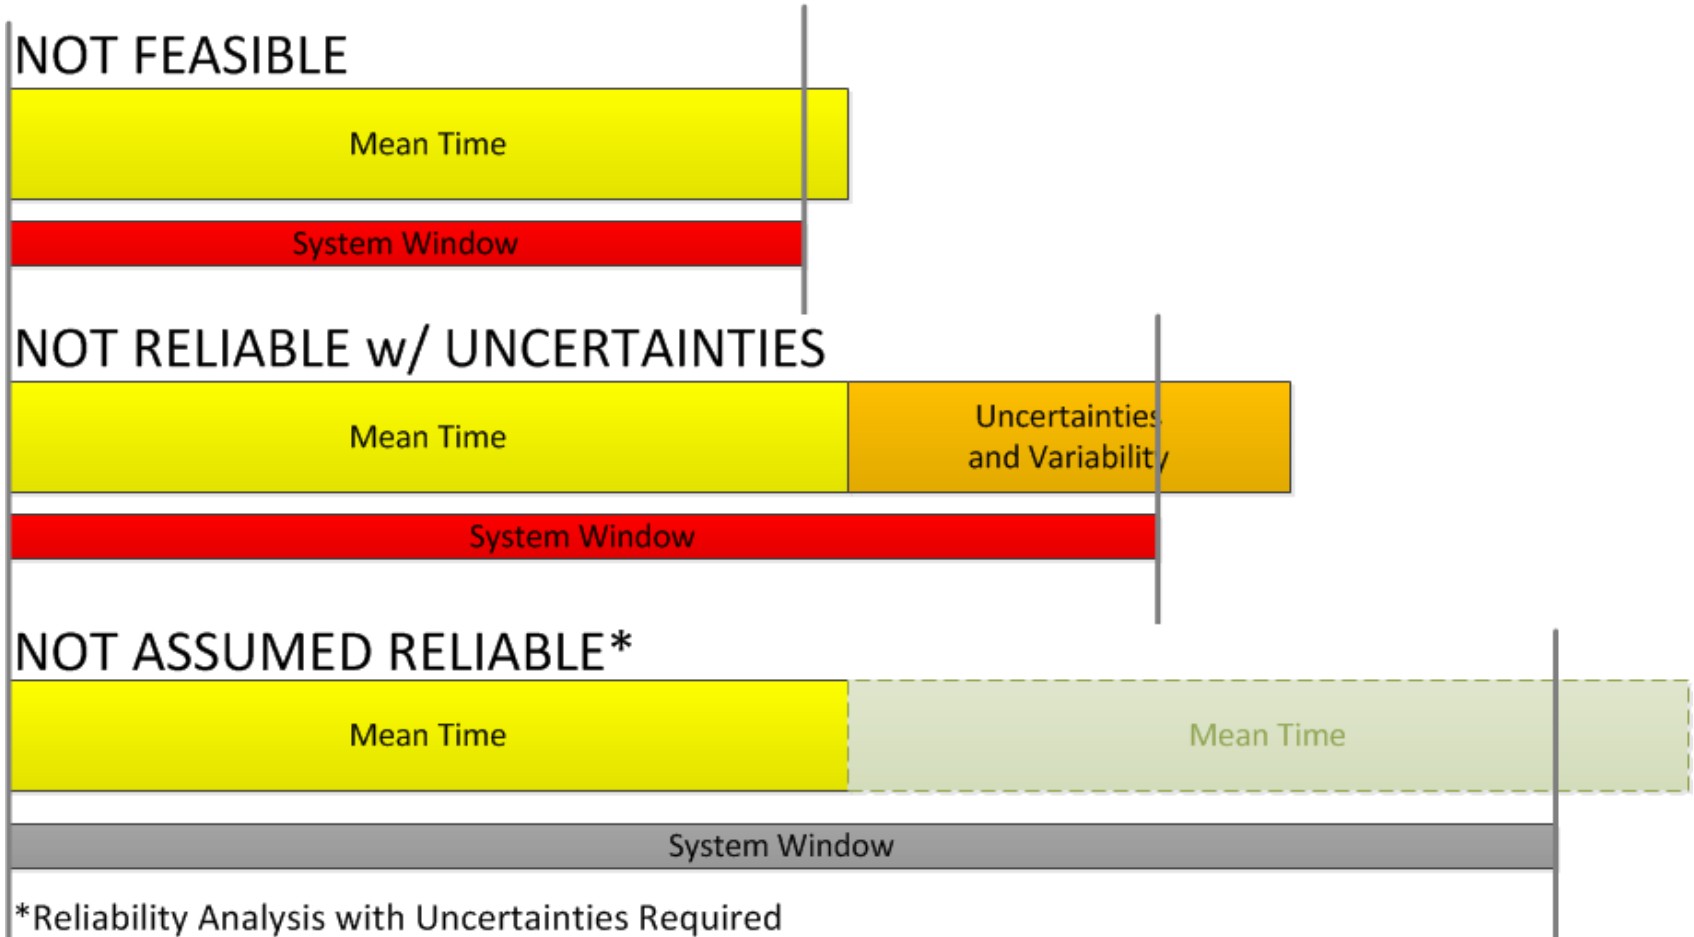 NOT FEASIBLE
Mean Time
System Window
NOT RELIABLE w/ UNCERTAINTIES
Mean Time
Uncertainties
and Variability
System Window
NOT ASSUMED RELIABLE*
Mean Time
Mean Time
System Window
*Reliability Analysis with Uncertainties Required